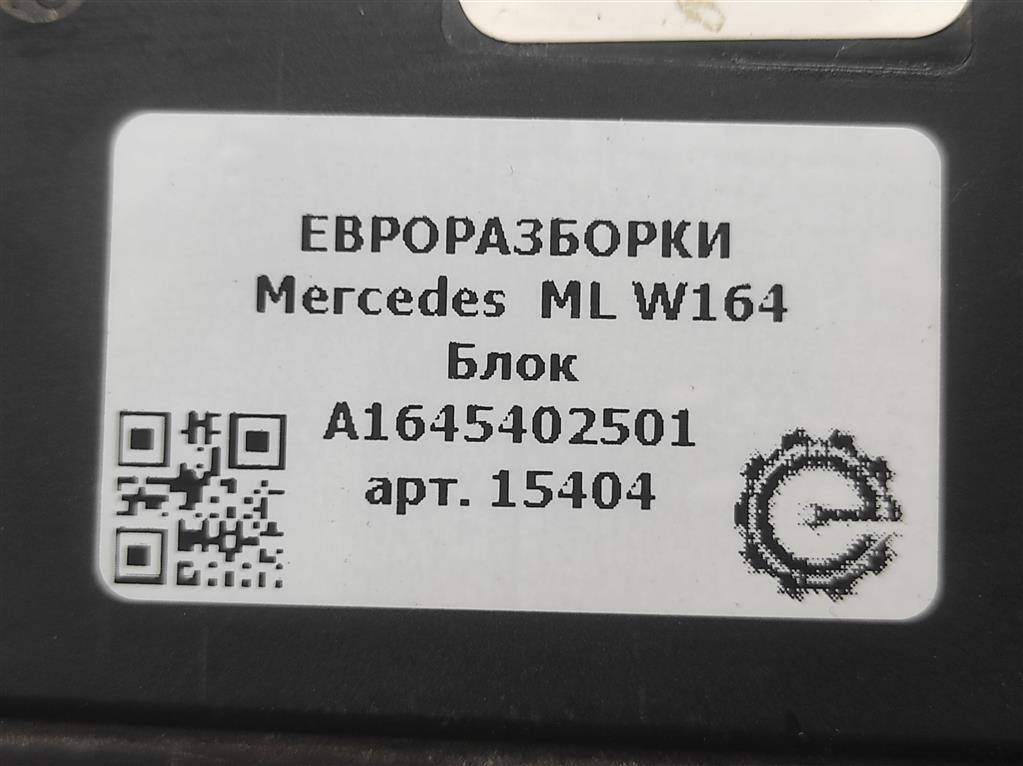 ЕВРОРАЗБОРКИ
Mercedes ML W164
Блок
A1645402501
арт. 15404